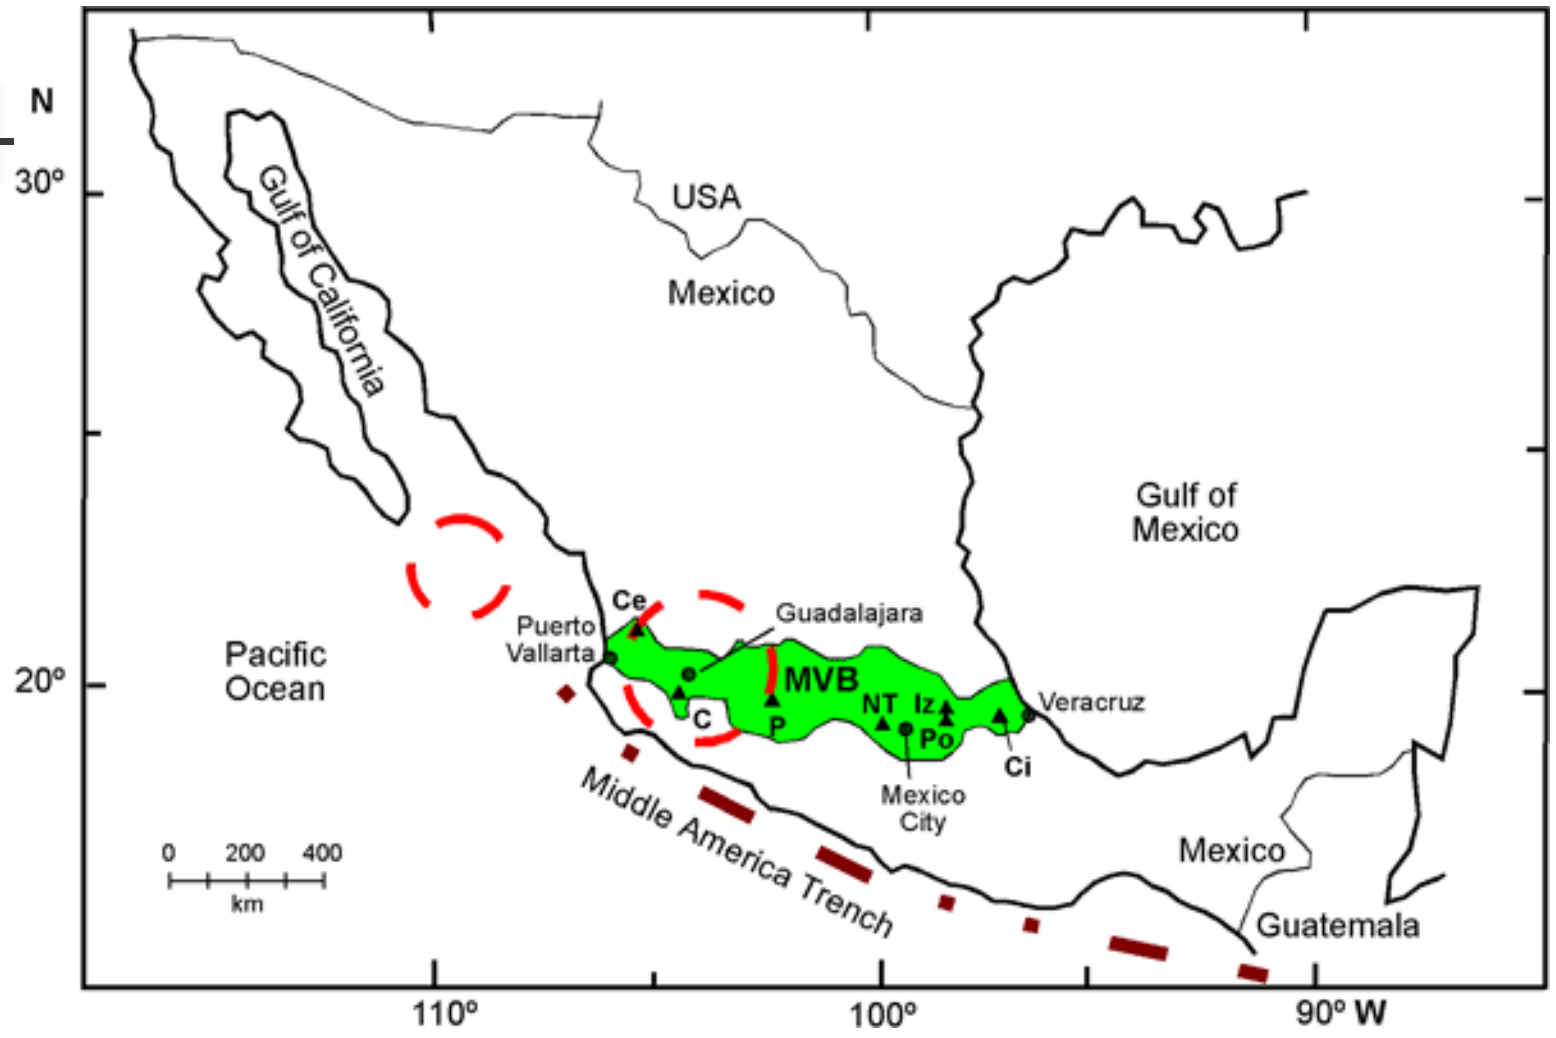 N
30º
USA
Gulf of California
Mexico
Gulf of
Mexico
Ce
Guadalajara
Puerto
Vallarta
Pacific
Ocean
20º
MVB
NT
Iz
Veracruz
C
P
Po
Ci
Mexico
City
Middle America Trench
0 200 400
km
Mexico
Guatemala
110º
100º
90º W